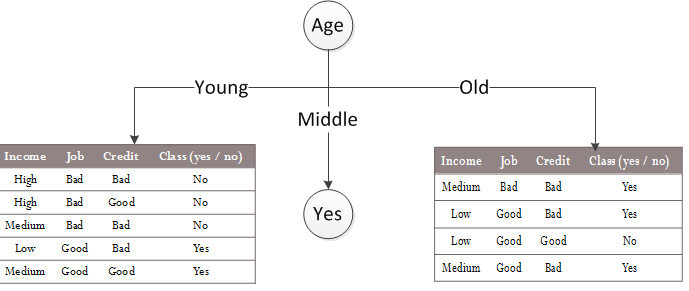 Age
Young
Old
Middle
Yes
Income Job Credit Class (yes / no)
High Bad Bad No
High Bad Good No
Medium Bad Bad No
Low Good Bad Yes
Medium Good Good Yes
Income Job Credit Class (yes / no)
Medium Bad Bad Yes
Low Good Bad Yes
Low Good Good No
Medium Good Bad Yes